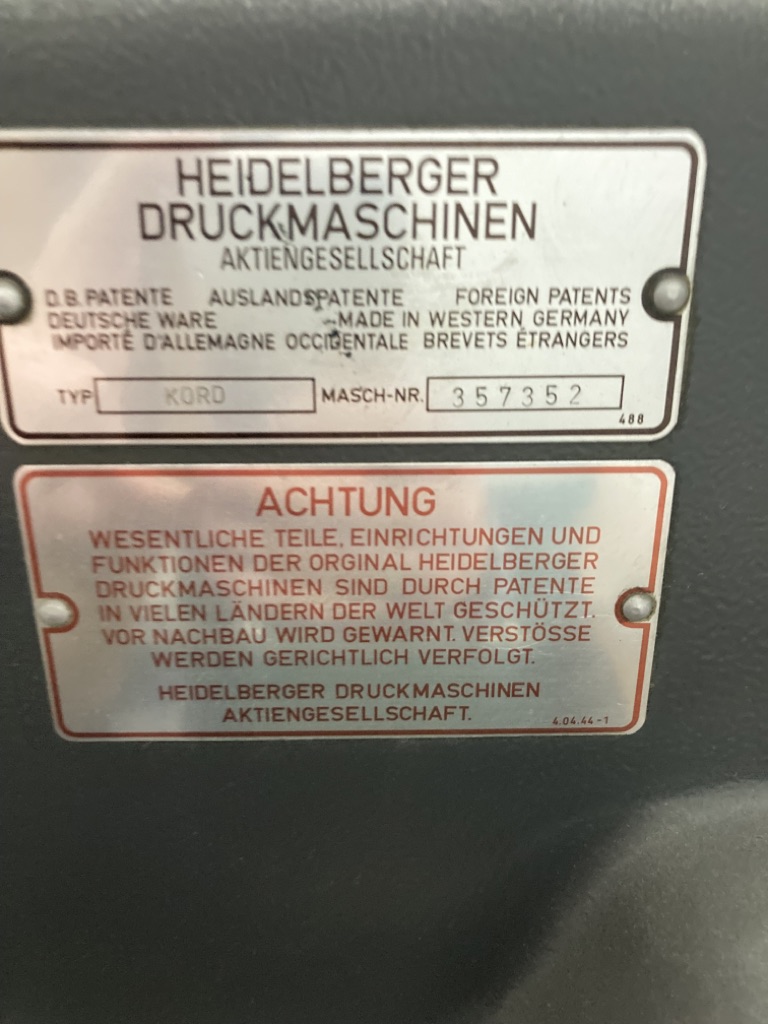 HEIDELBERGER
DRUCKMASCHINEN
AKTIENGESELLSCHAFT
D.B. PATENTE AUSLANDSPATENTE FOREIGN PATENTS
DEUTSCHE WARE MADE IN WESTERN GERMANY
IMPORTÉ D'ALLEMAGNE OCCIDENTALE BREVETS ÉTRANGERS
TYP KORD MASCH-NR. 357352
488
ACHTUNG
WESENTLICHE TEILE, EINRICHTUNGEN UND
FUNKTIONEN DER ORGINAL HEIDELBERGER
DRUCKMASCHINEN SIND DURCH PATENTE
IN VIELEN LÄNDERN DER WELT GESCHÜTZT.
VOR NACHBAU WIRD GEWARNT. VERSTÖSSE
WERDEN GERICHTLICH VERFOLGT.
HEIDELBERGER DRUCKMASCHINEN
AKTIENGESELLSCHAFT.
4.04.44-1